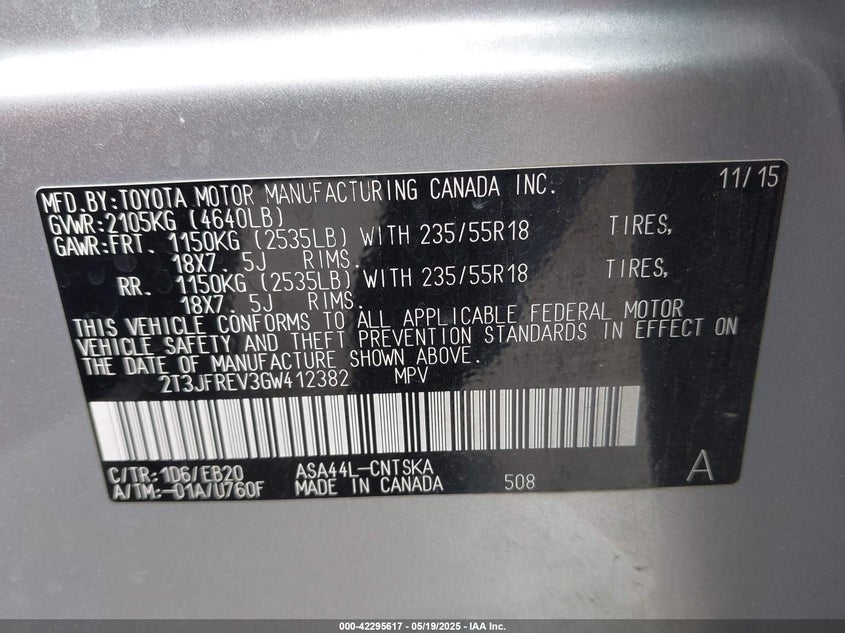 MFD.BY:TOYOTA MOTOR MANUFACTURING CANADA INC. 11/15
GVWR:2105KG (4640LB)
GAWR:FRT. 1150KG (2535LB) WITH 235/55R18 TIRES,
18X7. 5J RIMS.
RR. 1150KG (2535LB) WITH 235/55R18 TIRES,
18X7. 5J RIMS.
THIS VEHICLE CONFORMS TO ALL APPLICABLE FEDERAL MOTOR
VEHICLE SAFETY AND THEFT PREVENTION STANDARDS IN EFFECT ON
THE DATE OF MANUFACTURE SHOWN ABOVE.
2T3JFREV3GW412382 MPV
C/TR:1D6/EB20 ASA44L-CNTSKA A
A/TM:-01A/U760F MADE IN CANADA 508
000-42295617 - 05/19/2025 - IAA Inc.